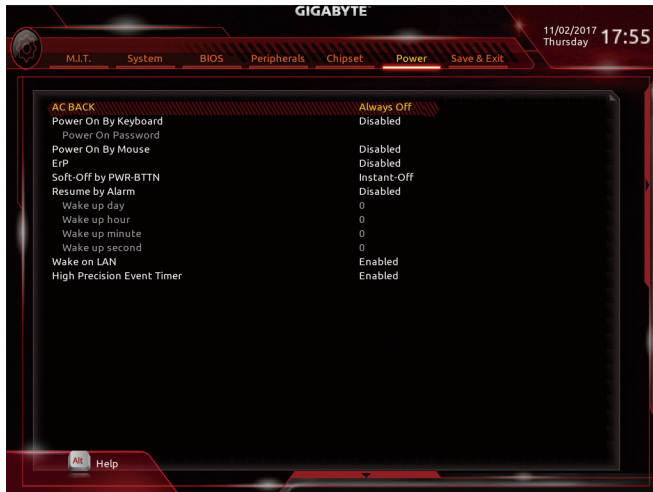 GIGABYTE
11/02/2017 Thursday 17:55
M.I.T. System BIOS Peripherals Chipset Power Save & Exit
AC BACK Always Off
Power On By Keyboard Disabled
Power On Password
Power On By Mouse Disabled
ErP Disabled
Soft-Off by PWR-BTTN Instant-Off
Resume by Alarm Disabled
Wake up day 0
Wake up hour 0
Wake up minute 0
Wake up second 0
Wake on LAN Enabled
High Precision Event Timer Enabled
Alt Help